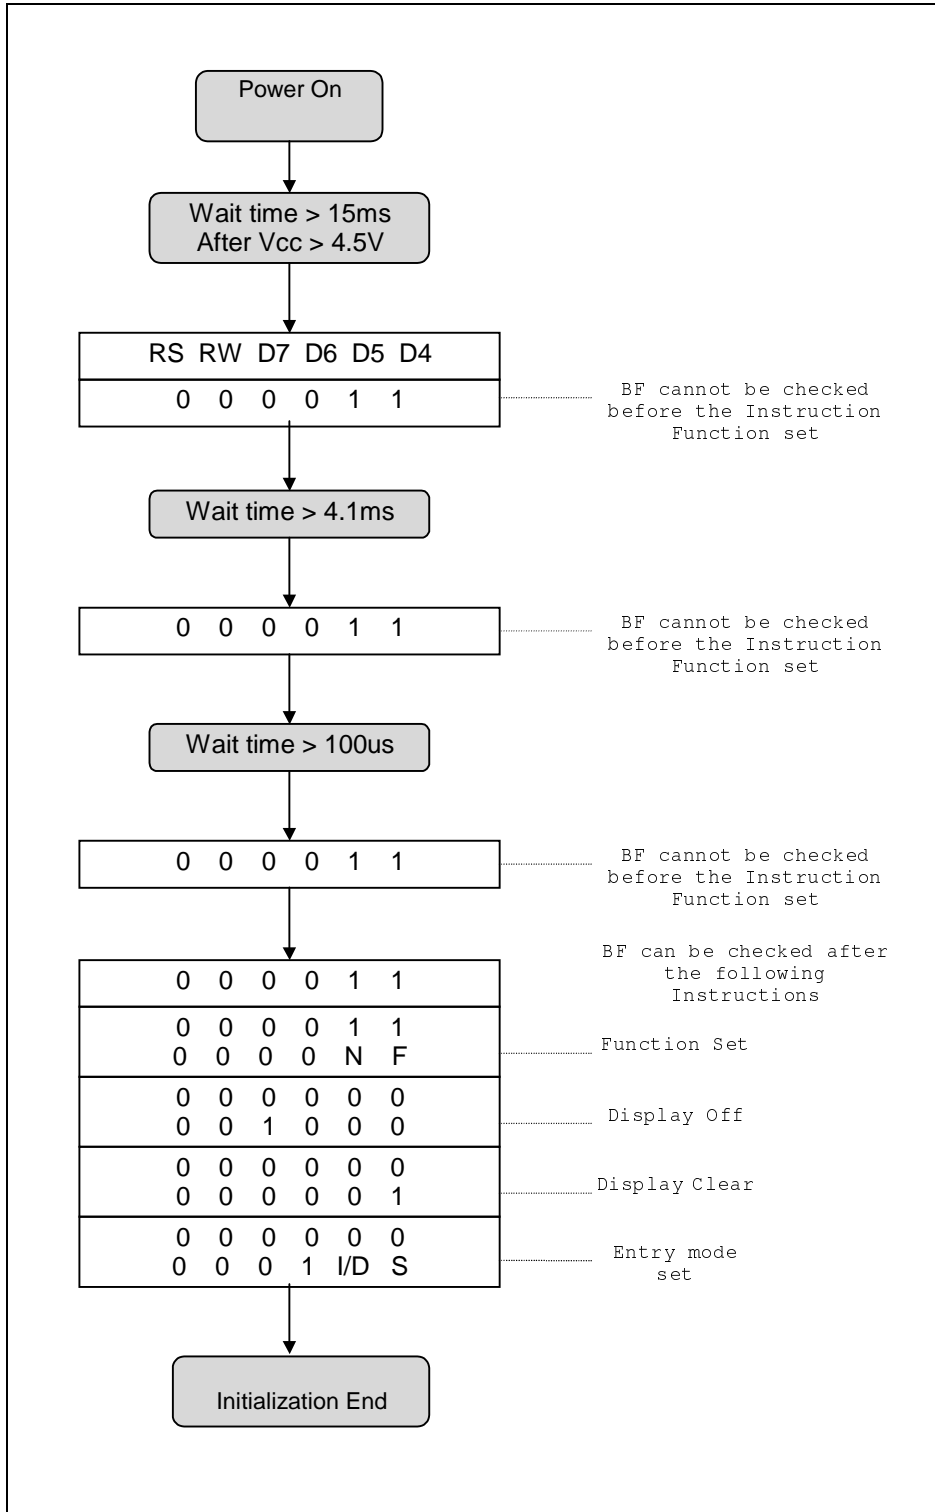 Power On
Wait time > 15ms
After Vcc > 4.5V
RS RW D7 D6 D5 D4
0 0 0 0 1 1
BF cannot be checked
before the Instruction
Function set
Wait time > 4.1ms
0 0 0 0 1 1
BF cannot be checked
before the Instruction
Function set
Wait time > 100us
0 0 0 0 1 1
BF cannot be checked
before the Instruction
Function set
BF can be checked after
the following
Instructions
0 0 0 0 1 1
0 0 0 0 1 1
0 0 0 0 N F
Function Set
0 0 0 0 0 0
0 0 1 0 0 0
Display Off
0 0 0 0 0 0
0 0 0 0 0 1
Display Clear
0 0 0 0 0 0
0 0 0 1 I/D S
Entry mode
set
Initialization End